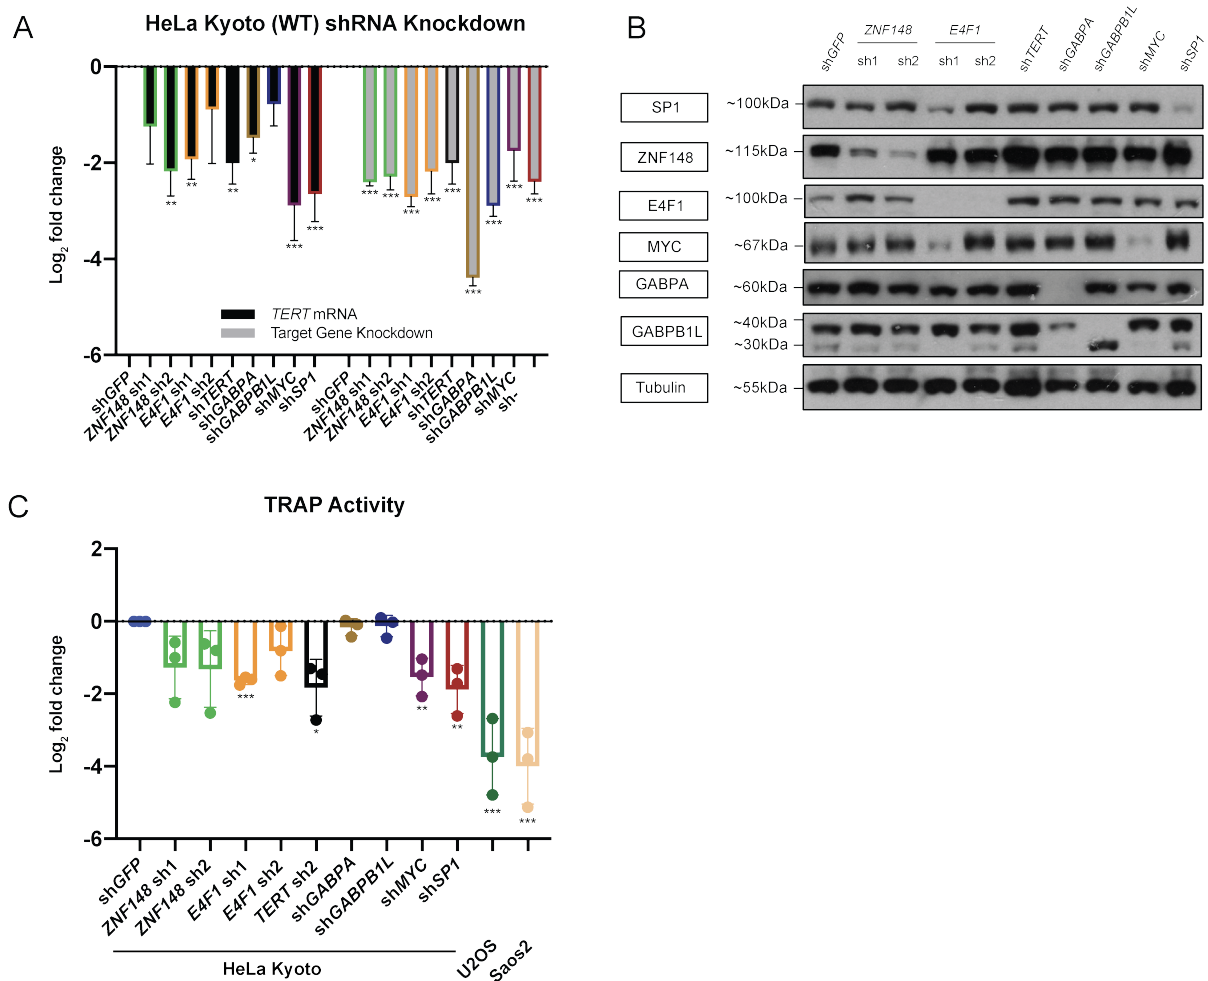 A
HeLa Kyoto (WT) shRNA Knockdown
0
-2
-4
-6
Log2 fold change
*
**
**
**
***
***
***
***
***
***
***
***
***
***
***
TERT mRNA
Target Gene Knockdown
shGFP
ZNF148 sh1
ZNF148 sh2
E4F1 sh1
E4F1 sh2
shTERT
shGABPA
shGABPB1L
shMYC
shSP1
shGFP
ZNF148 sh1
ZNF148 sh2
E4F1 sh1
E4F1 sh2
shTERT
shGABPA
shGABPB1L
shMYC
sh-
B
shGFP
ZNF148
sh1 sh2
E4F1
sh1 sh2
shTERT
shGABPA
shGABPB1L
shMYC
shSP1
SP1 ~100kDa
ZNF148 ~115kDa
E4F1 ~100kDa
MYC ~67kDa
GABPA ~60kDa
GABPB1L ~40kDa
~30kDa
Tubulin ~55kDa
C
TRAP Activity
2
0
-2
-4
-6
Log2 fold change
***
*
**
**
***
***
shGFP
ZNF148 sh1
ZNF148 sh2
E4F1 sh1
E4F1 sh2
TERT sh2
shGABPA
shGABPB1L
shMYC
shSP1
U2OS
Saos2
HeLa Kyoto